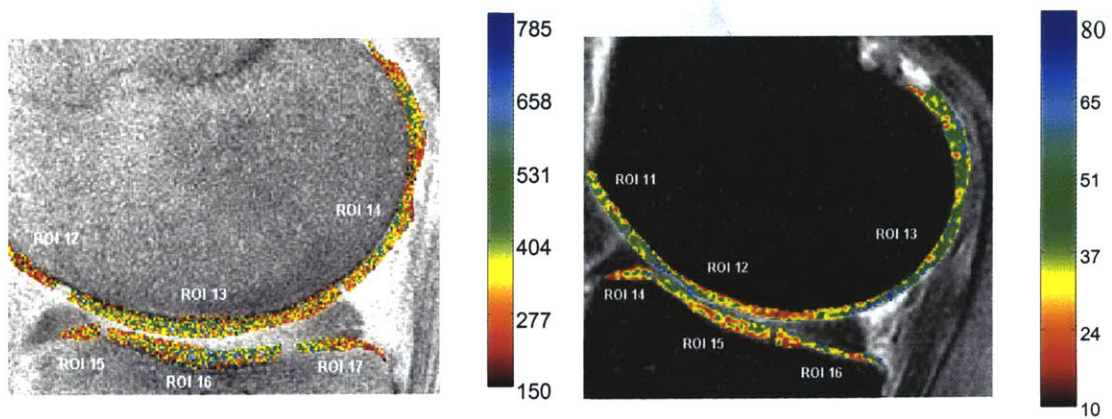 ROI 12
ROI 13
ROI 14
ROI 15
ROI 16
ROI 17
785
658
531
404
277
150
ROI 11
ROI 12
ROI 13
ROI 14
ROI 15
ROI 16
80
65
51
37
24
10